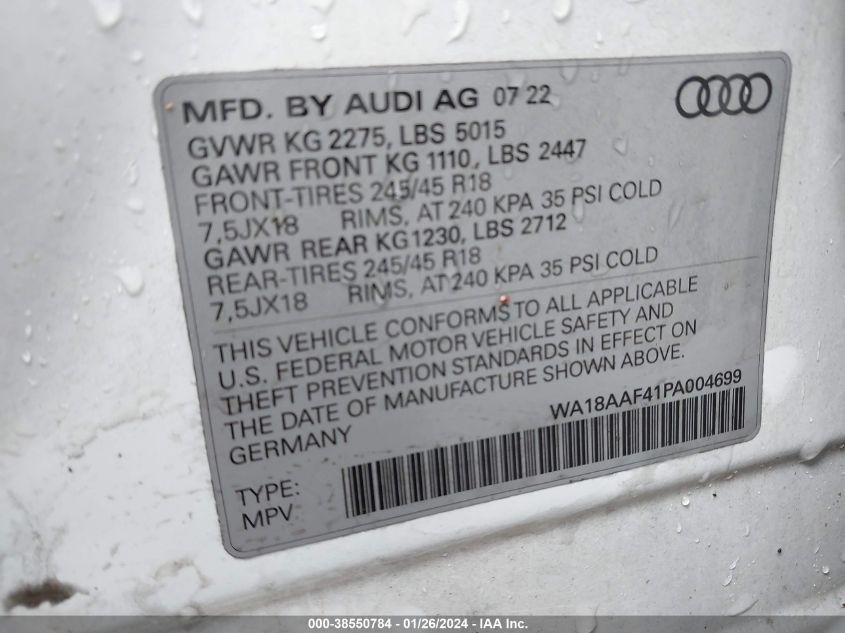 MFD. BY AUDI AG 07 22
GVWR KG 2275, LBS 5015
GAWR FRONT KG 1110, LBS 2447
FRONT-TIRES 245/45 R18
7,5JX18 RIMS, AT 240 KPA 35 PSI COLD
GAWR REAR KG1230, LBS 2712
REAR-TIRES 245/45 R18
7,5JX18 RIMS, AT 240 KPA 35 PSI COLD
THIS VEHICLE CONFORMS TO ALL APPLICABLE
U.S. FEDERAL MOTOR VEHICLE SAFETY AND
THEFT PREVENTION STANDARDS IN EFFECT ON
THE DATE OF MANUFACTURE SHOWN ABOVE.
GERMANY
WA18AAF41PA004699
TYPE:
MPV
000-38550784 - 01/26/2024 - IAA Inc.